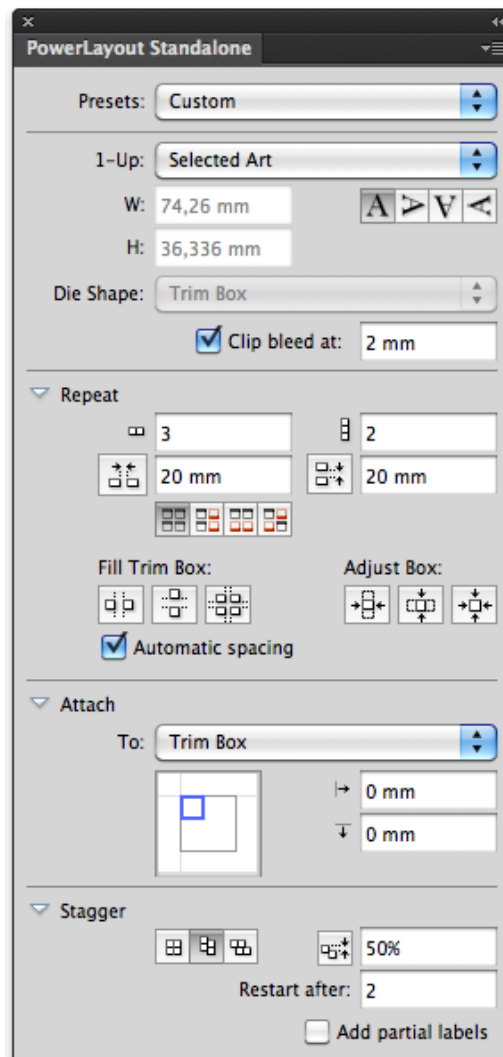 PowerLayout Standalone
Presets: Custom
1-Up: Selected Art
W: 74,26 mm
A A A A
H: 36,336 mm
Die Shape: Trim Box
Clip bleed at: 2 mm
Repeat
3 2
20 mm 20 mm
Fill Trim Box: Adjust Box:
Automatic spacing
Attach
To: Trim Box
0 mm
0 mm
Stagger
50%
Restart after: 2
Add partial labels